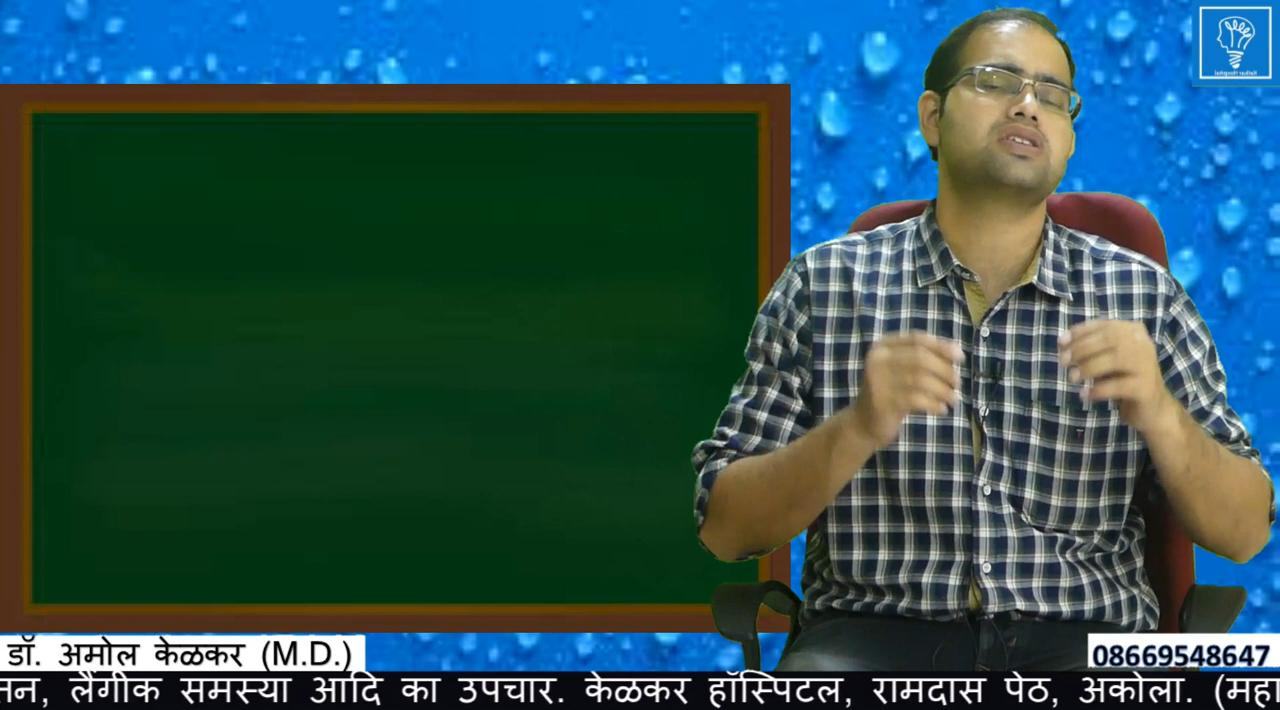 डॉ. अमोल केळकर (M.D.)
08669548647
लैंगीक समस्या आदि का उपचार. केळकर हॉस्पिटल, रामदास पेठ, अकोला.